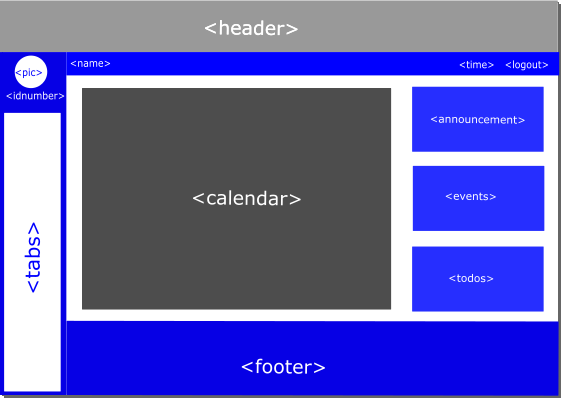 <header>
<pic>
<name>
<time> <logout>
<idnumber>
<announcement>
<calendar>
<events>
<tabs>
<todos>
<footer>